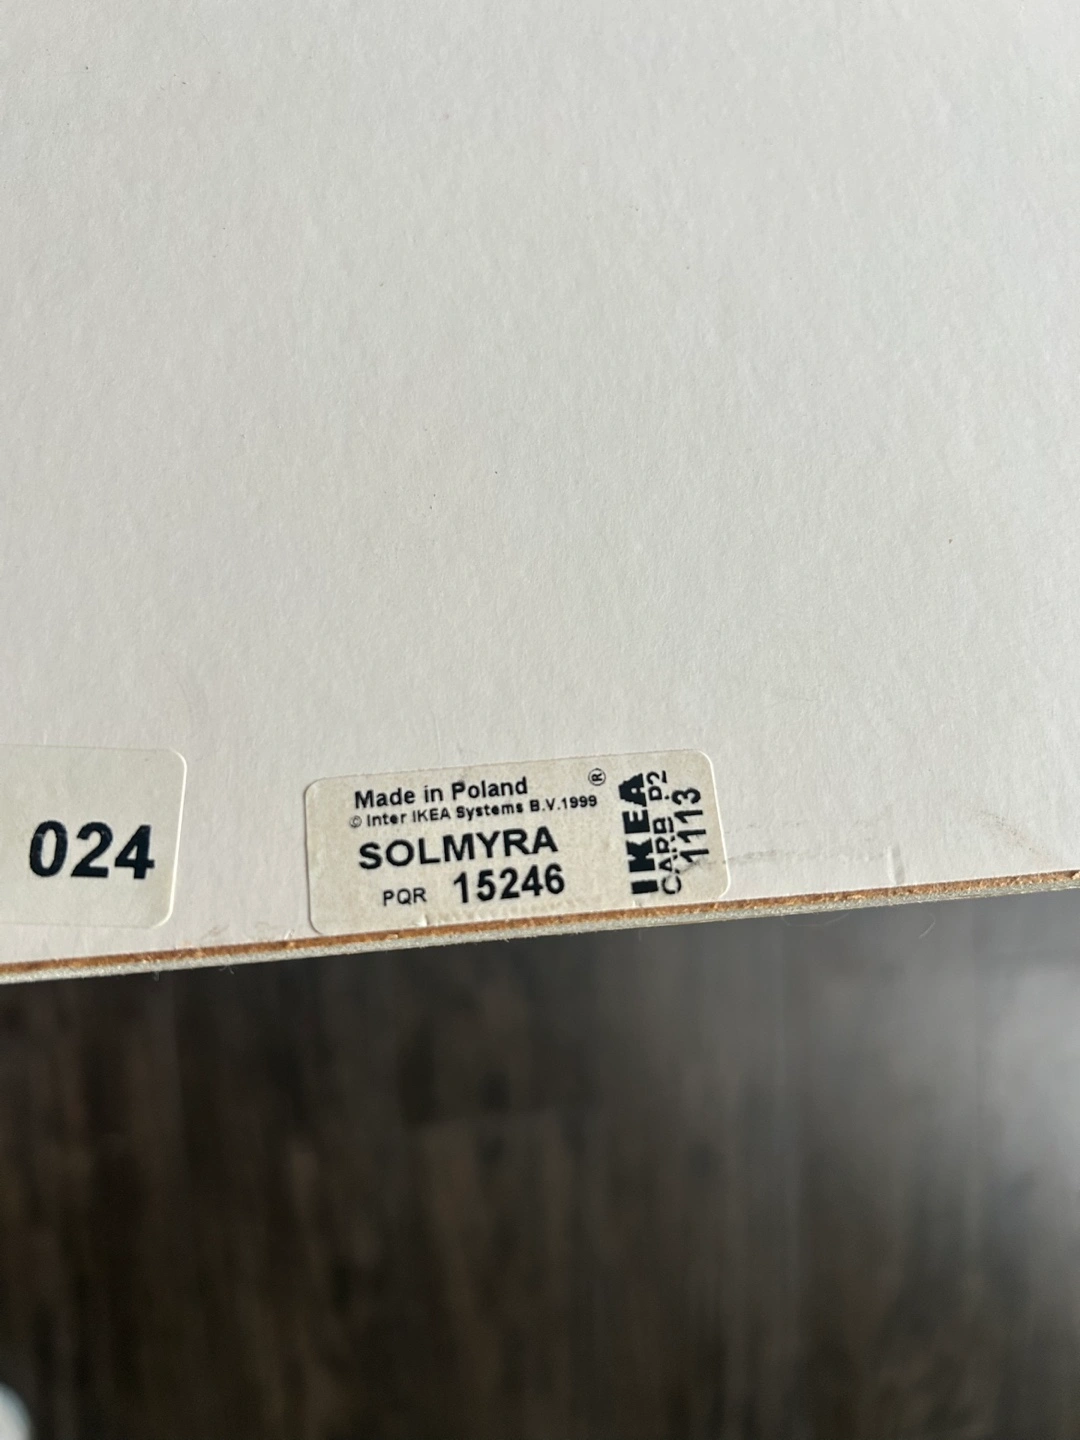 024
Made in Poland ®
© Inter IKEA Systems B.V.1999
SOLMYRA
PQR 15246
IKEA
CARB P2
1113